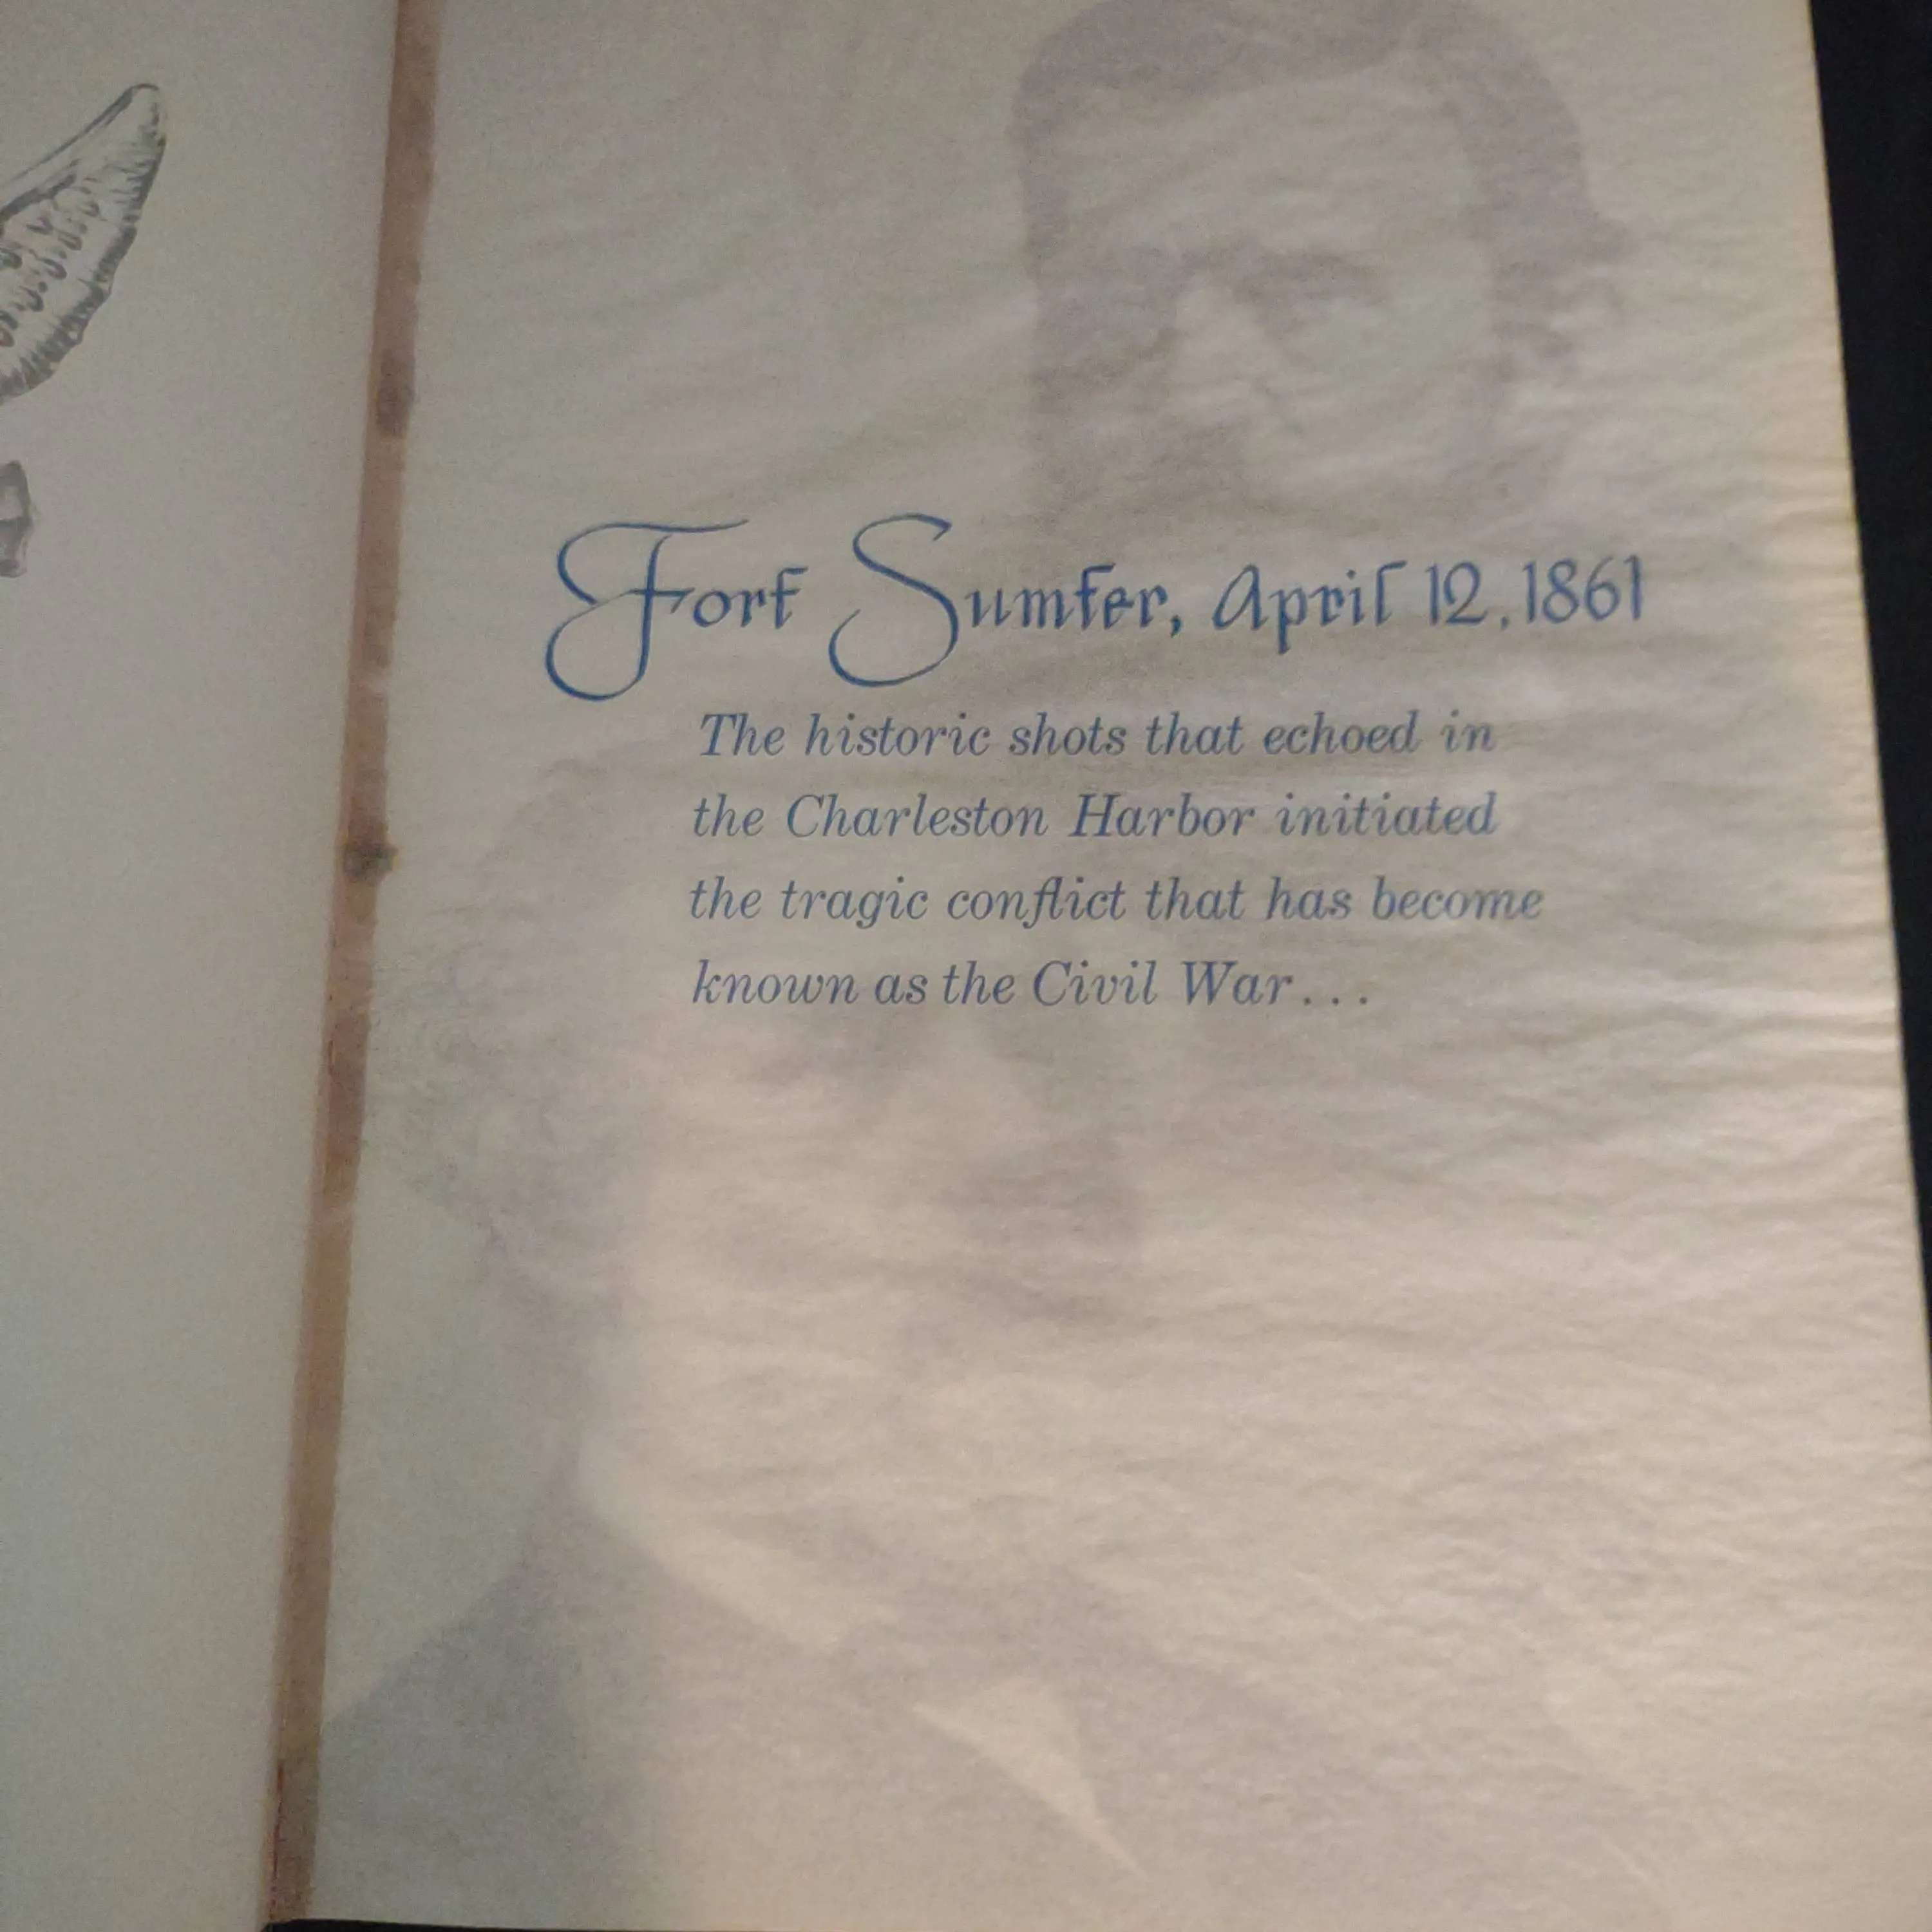 Fort Sumter, April 12, 1861
The historic shots that echoed in
the Charleston Harbor initiated
the tragic conflict that has become
known as the Civil War...